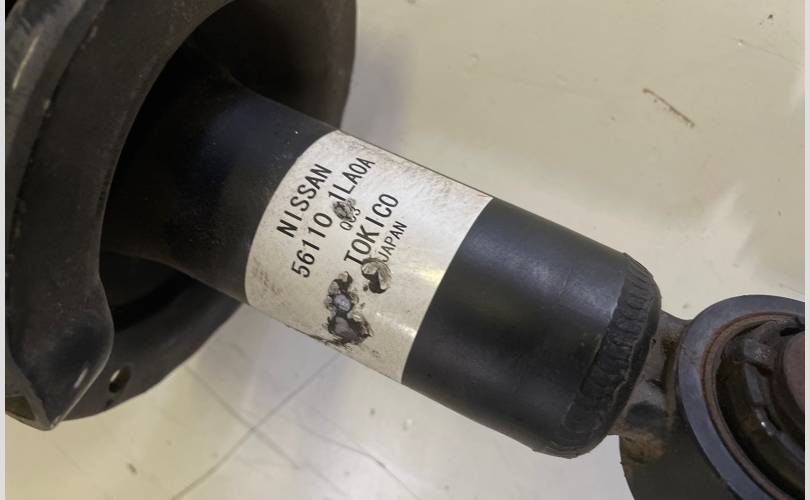 NISSAN
56110 1LA0A
TOKICO
JAPAN